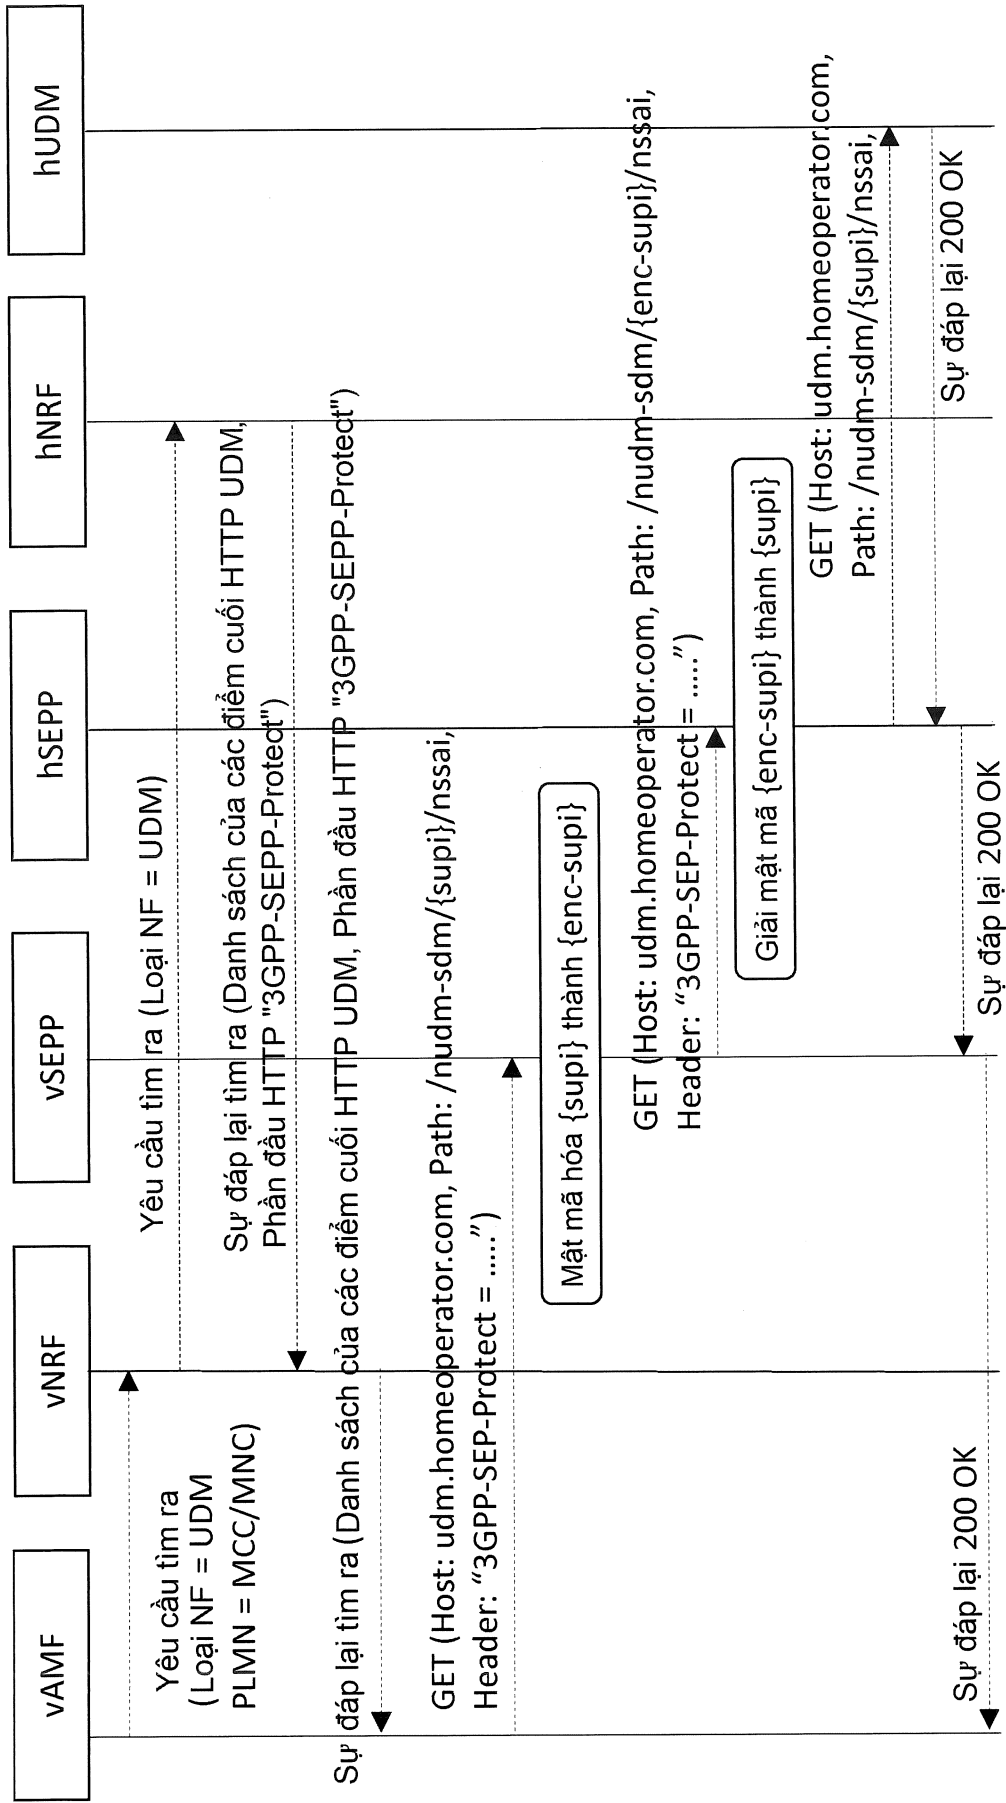 vAMF
vNRF
vSEPP
hSEPP
hNRF
hUDM
Yêu cầu tìm ra
(Loại NF = UDM
PLMN = MCC/MNC)
Yêu cầu tìm ra (Loại NF = UDM)
Sự đáp lại tìm ra (Danh sách của các điểm cuối HTTP UDM,
Phần đầu HTTP "3GPP-SEPP-Protect")
Sự đáp lại tìm ra (Danh sách của các điểm cuối HTTP UDM, Phần đầu HTTP "3GPP-SEPP-Protect")
GET (Host: udm.homeoperator.com, Path: /nudm-sdm/{supi}/nssai,
Header: “3GPP-SEP-Protect = .....”)
Mật mã hóa {supi} thành {enc-supi}
GET (Host: udm.homeoperator.com, Path: /nudm-sdm/{enc-supi}/nssai,
Header: “3GPP-SEP-Protect = .....”)
Giải mật mã {enc-supi} thành {supi}
GET (Host: udm.homeoperator.com,
Path: /nudm-sdm/{supi}/nssai,
Sự đáp lại 200 OK
Sự đáp lại 200 OK
Sự đáp lại 200 OK